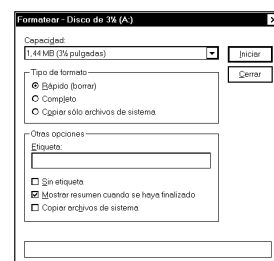 Formatear - Disco de 3½ (A:)
Capacidad:
1,44 MB (3½ pulgadas)
Iniciar
Cerrar
Tipo de formato
Rápido (borrar)
Completo
Copiar sólo archivos de sistema
Otras opciones
Etiqueta:
Sin etiqueta
Mostrar resumen cuando se haya finalizado
Copiar archivos de sistema